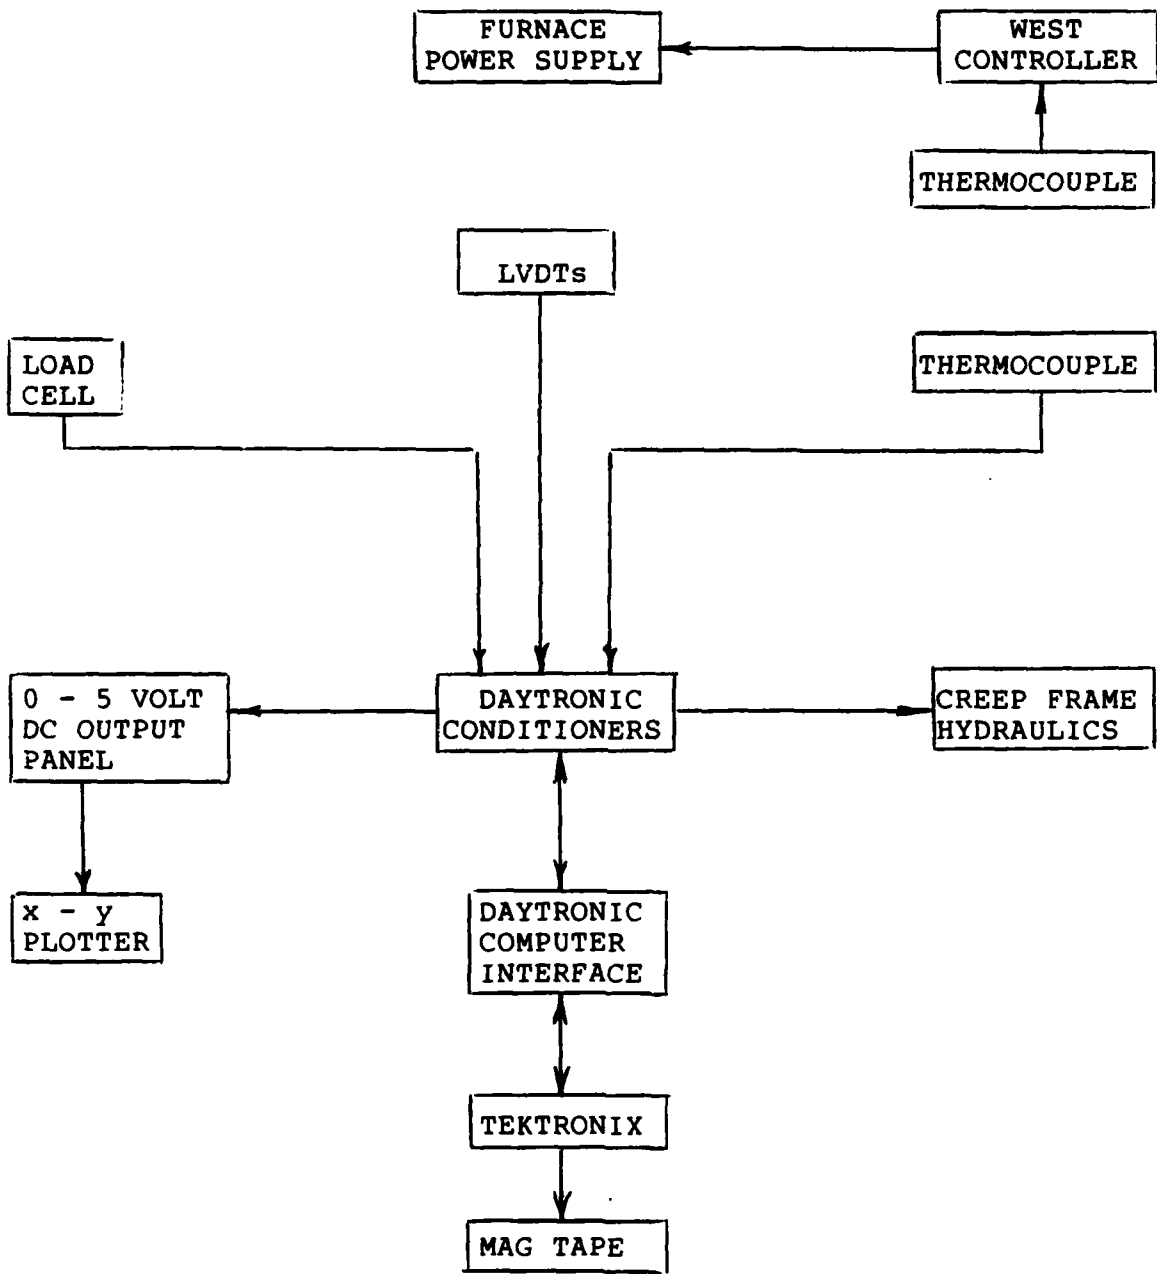 FURNACE
POWER SUPPLY
WEST
CONTROLLER
THERMOCOUPLE
LVDTs
LOAD
CELL
THERMOCOUPLE
0 - 5 VOLT
DC OUTPUT
PANEL
DAYTRONIC
CONDITIONERS
CREEP FRAME
HYDRAULICS
x - y
PLOTTER
DAYTRONIC
COMPUTER
INTERFACE
TEKTRONIX
MAG TAPE